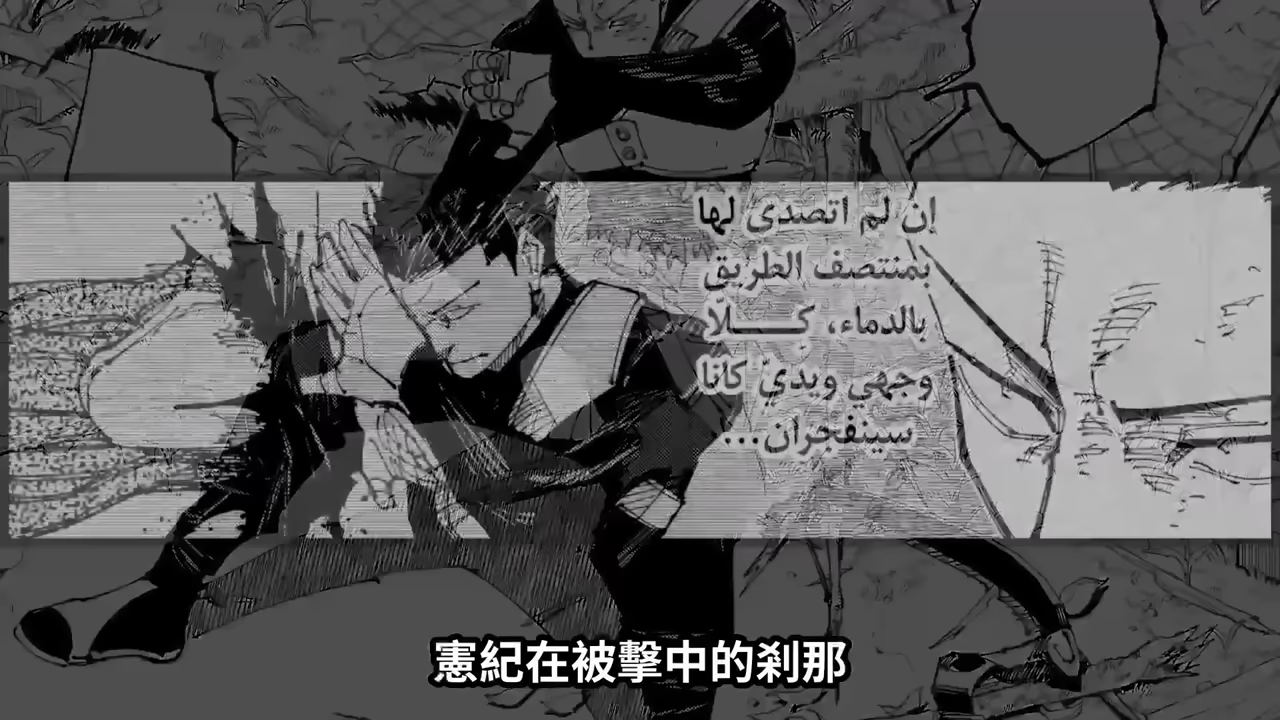 إن لم اتصدى لها
بمنتصف الطريق
بالدماء، كـــــلّا
وجهي ويديّ كانا
سينفجران...
憲紀在被擊中的剎那